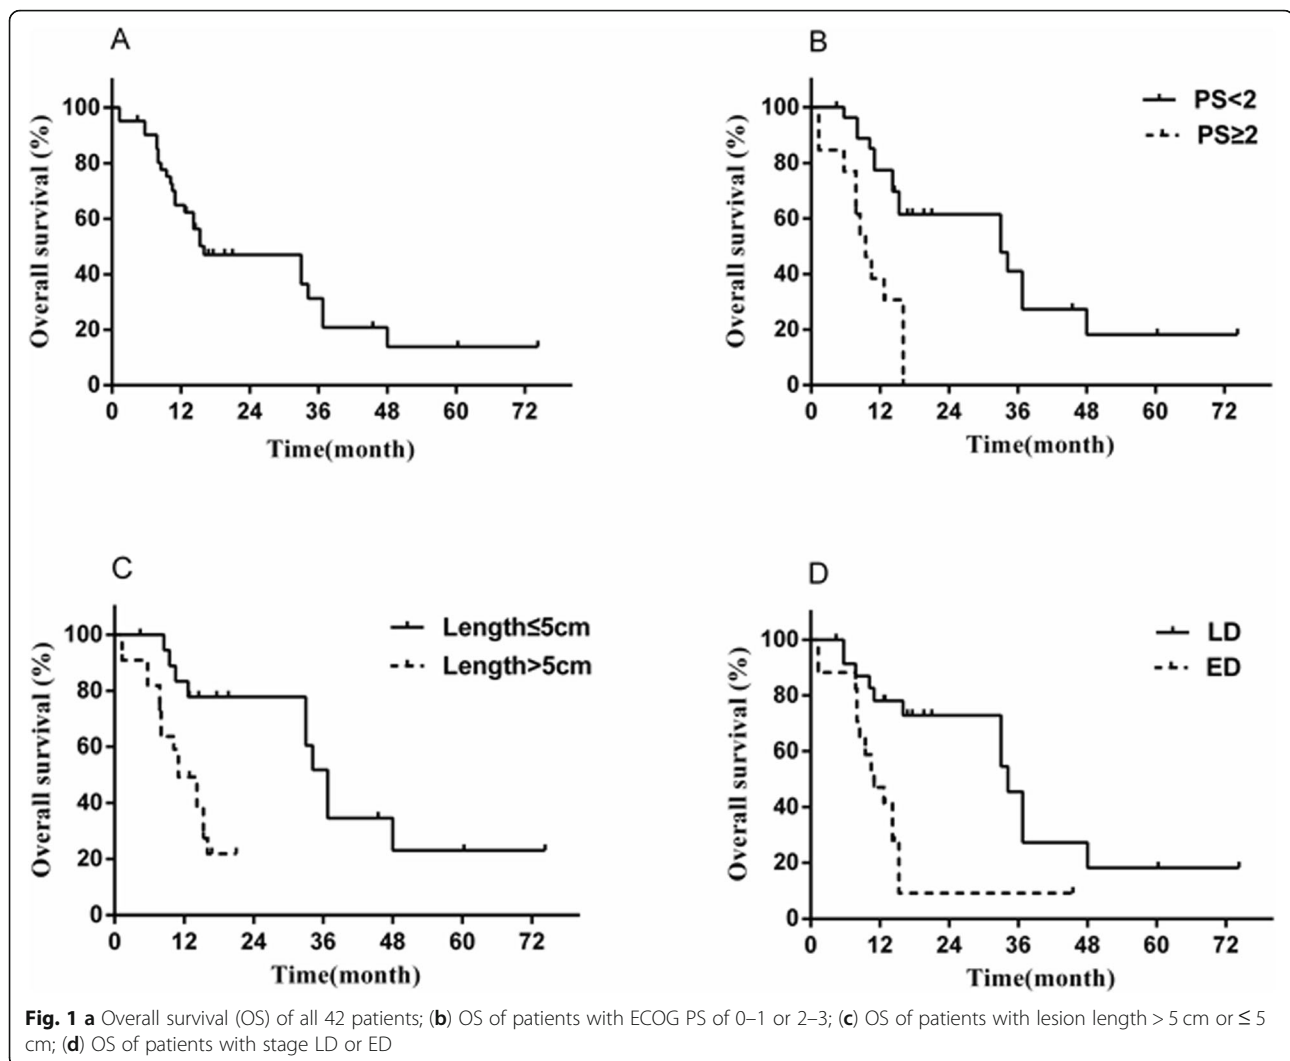 A
Overall survival (%)
100
80
60
40
20
0
0 12 24 36 48 60 72
Time(month)
B
Overall survival (%)
100
80
60
40
20
0
0 12 24 36 48 60 72
Time(month)
PS<2
PS≥2
C
Overall survival (%)
100
80
60
40
20
0
0 12 24 36 48 60 72
Time(month)
Length≤5cm
Length>5cm
D
Overall survival (%)
100
80
60
40
20
0
0 12 24 36 48 60 72
Time(month)
LD
ED
Fig. 1 a Overall survival (OS) of all 42 patients; (b) OS of patients with ECOG PS of 0–1 or 2–3; (c) OS of patients with lesion length > 5 cm or ≤ 5
cm; (d) OS of patients with stage LD or ED